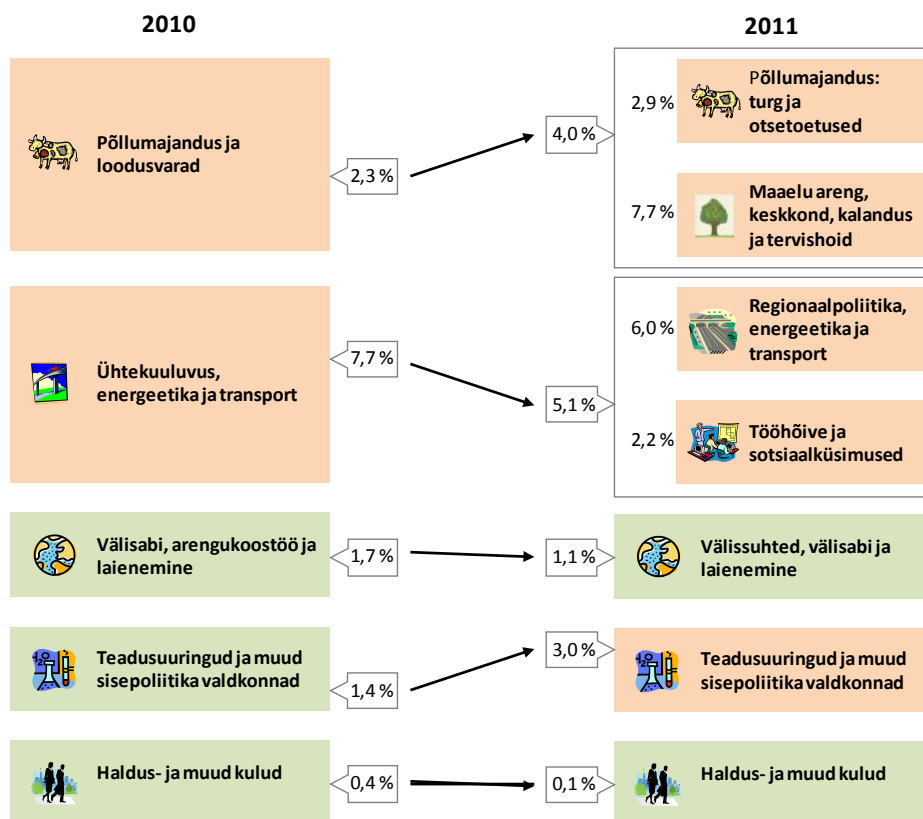 2010
2011
Põllumajandus ja
loodusvarad
2,3 %
4,0 %
2,9 %
Põllumajandus:
turg ja
otsetoetused
7,7 %
Maaelu areng,
keskkond, kalandus
ja tervishoid
Ühtekuuluvus,
energeetika ja transport
7,7 %
5,1 %
6,0 %
Regionaalpoliitika,
energeetika ja
transport
2,2 %
Tööhõive ja
sotsiaalküsimused
Välisabi, arengukoostöö ja
laienemine
1,7 %
1,1 %
Välissuhted, välisabi ja
laienemine
Teadusuuringud ja muud
sisepoliitika valdkonnad
1,4 %
3,0 %
Teadusuuringud ja muud
sisepoliitika valdkonnad
Haldus- ja muud kulud
0,4 %
0,1 %
Haldus- ja muud kulud